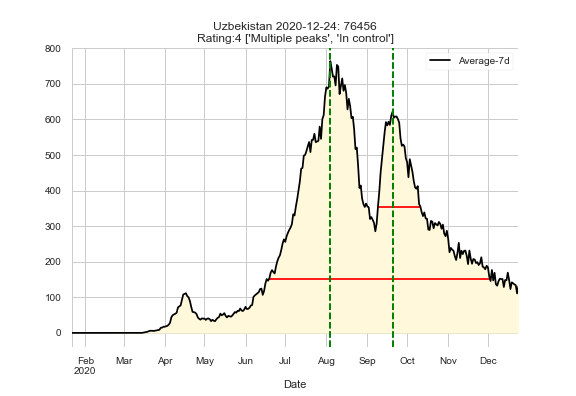 Uzbekistan 2020-12-24: 76456
Rating:4 ['Multiple peaks', 'In control']
Average-7d
800
700
600
500
400
300
200
100
0
Feb Mar Apr May Jun Jul Aug Sep Oct Nov Dec
2020
Date